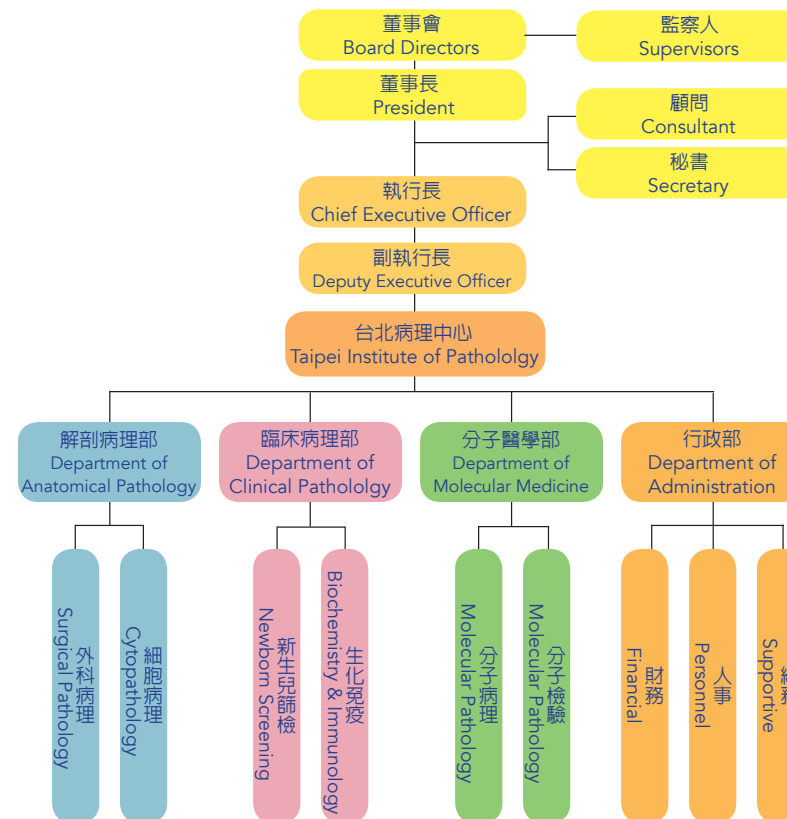 董事會
Board Directors
監察人
Supervisors
董事長
President
顧問
Consultant
秘書
Secretary
執行長
Chief Executive Officer
副執行長
Deputy Executive Officer
台北病理中心
Taipei Institute of Pathololgy
解剖病理部
Department of
Anatomical Pathology
臨床病理部
Department of
Clinical Pathololgy
分子醫學部
Department of
Molecular Medicine
行政部
Department of
Administration
外科病理
Surgical Pathology
細胞病理
Cytopathology
新生兒篩檢
Newborn Screening
生化免疫
Biochemistry & Immunology
分子病理
Molecular Pathology
分子檢驗
Molecular Pathology
財務
Financial
人事
Personnel
Supportive